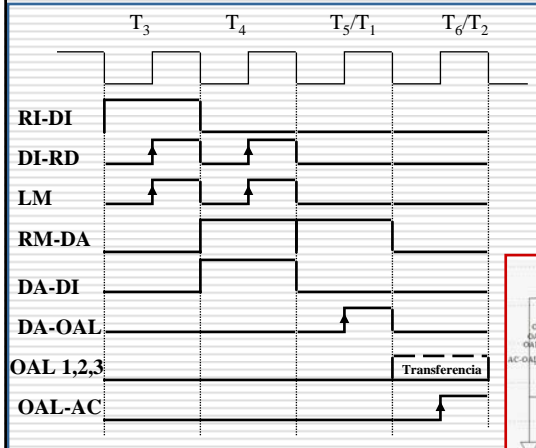 T3 T4 T5/T1 T6/T2
RI-DI
DI-RD
LM
RM-DA
DA-DI
DA-OAL
OAL 1,2,3 Transferencia
OAL-AC